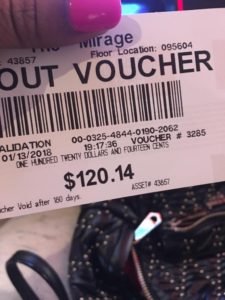 The Mirage
# 43857 Floor Location: 095604
OUT VOUCHER
ALIDATION 00-0325-4844-0190-2062
01/13/2018 19:17:36 VOUCHER # 3285
ONE HUNDRED TWENTY DOLLARS AND FOURTEEN CENTS
$120.14
cher Void after 180 days. ASSET# 43857